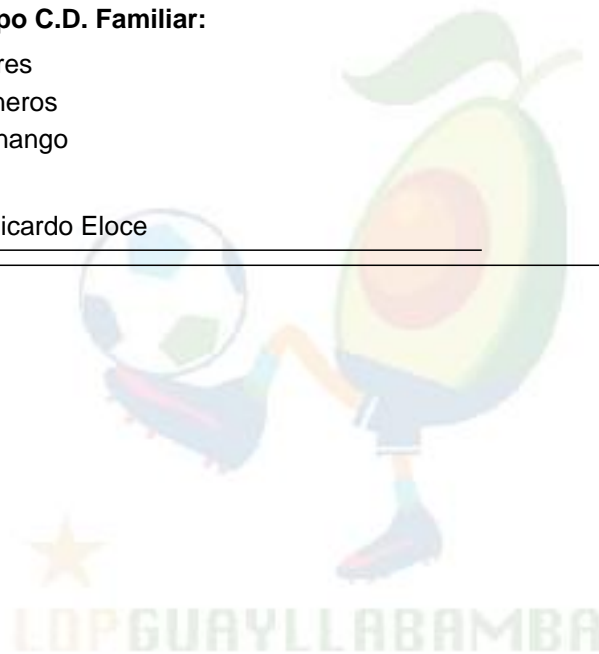 po C.D. Familiar:
res
neros
nango
icardo Eloce
LDPGUAYLLABAMBA